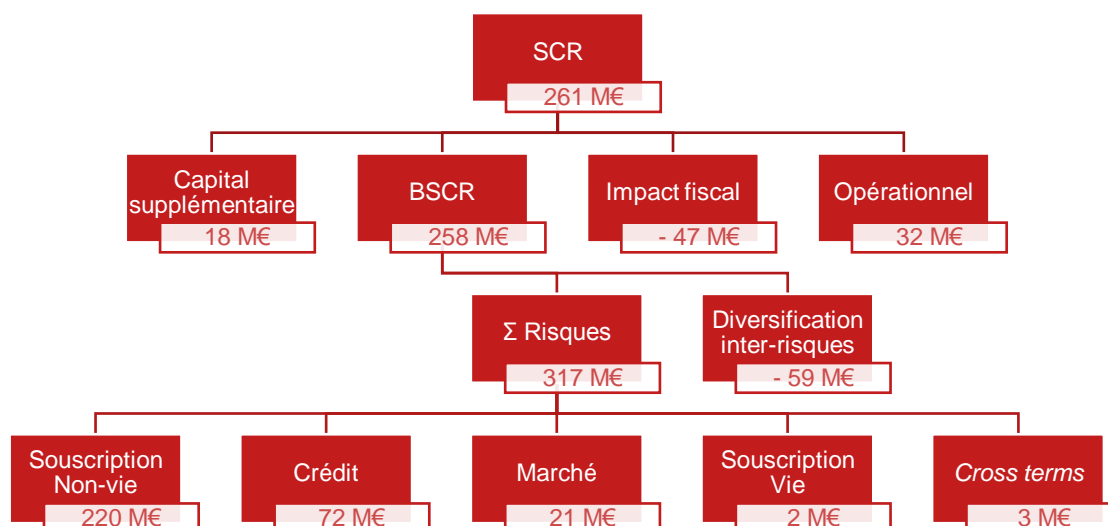 SCR
261 M€
Capital
supplémentaire
18 M€
BSCR
258 M€
Impact fiscal
- 47 M€
Opérationnel
32 M€
Σ Risques
317 M€
Diversification
inter-risques
- 59 M€
Souscription
Non-vie
220 M€
Crédit
72 M€
Marché
21 M€
Souscription
Vie
2 M€
Cross terms
3 M€